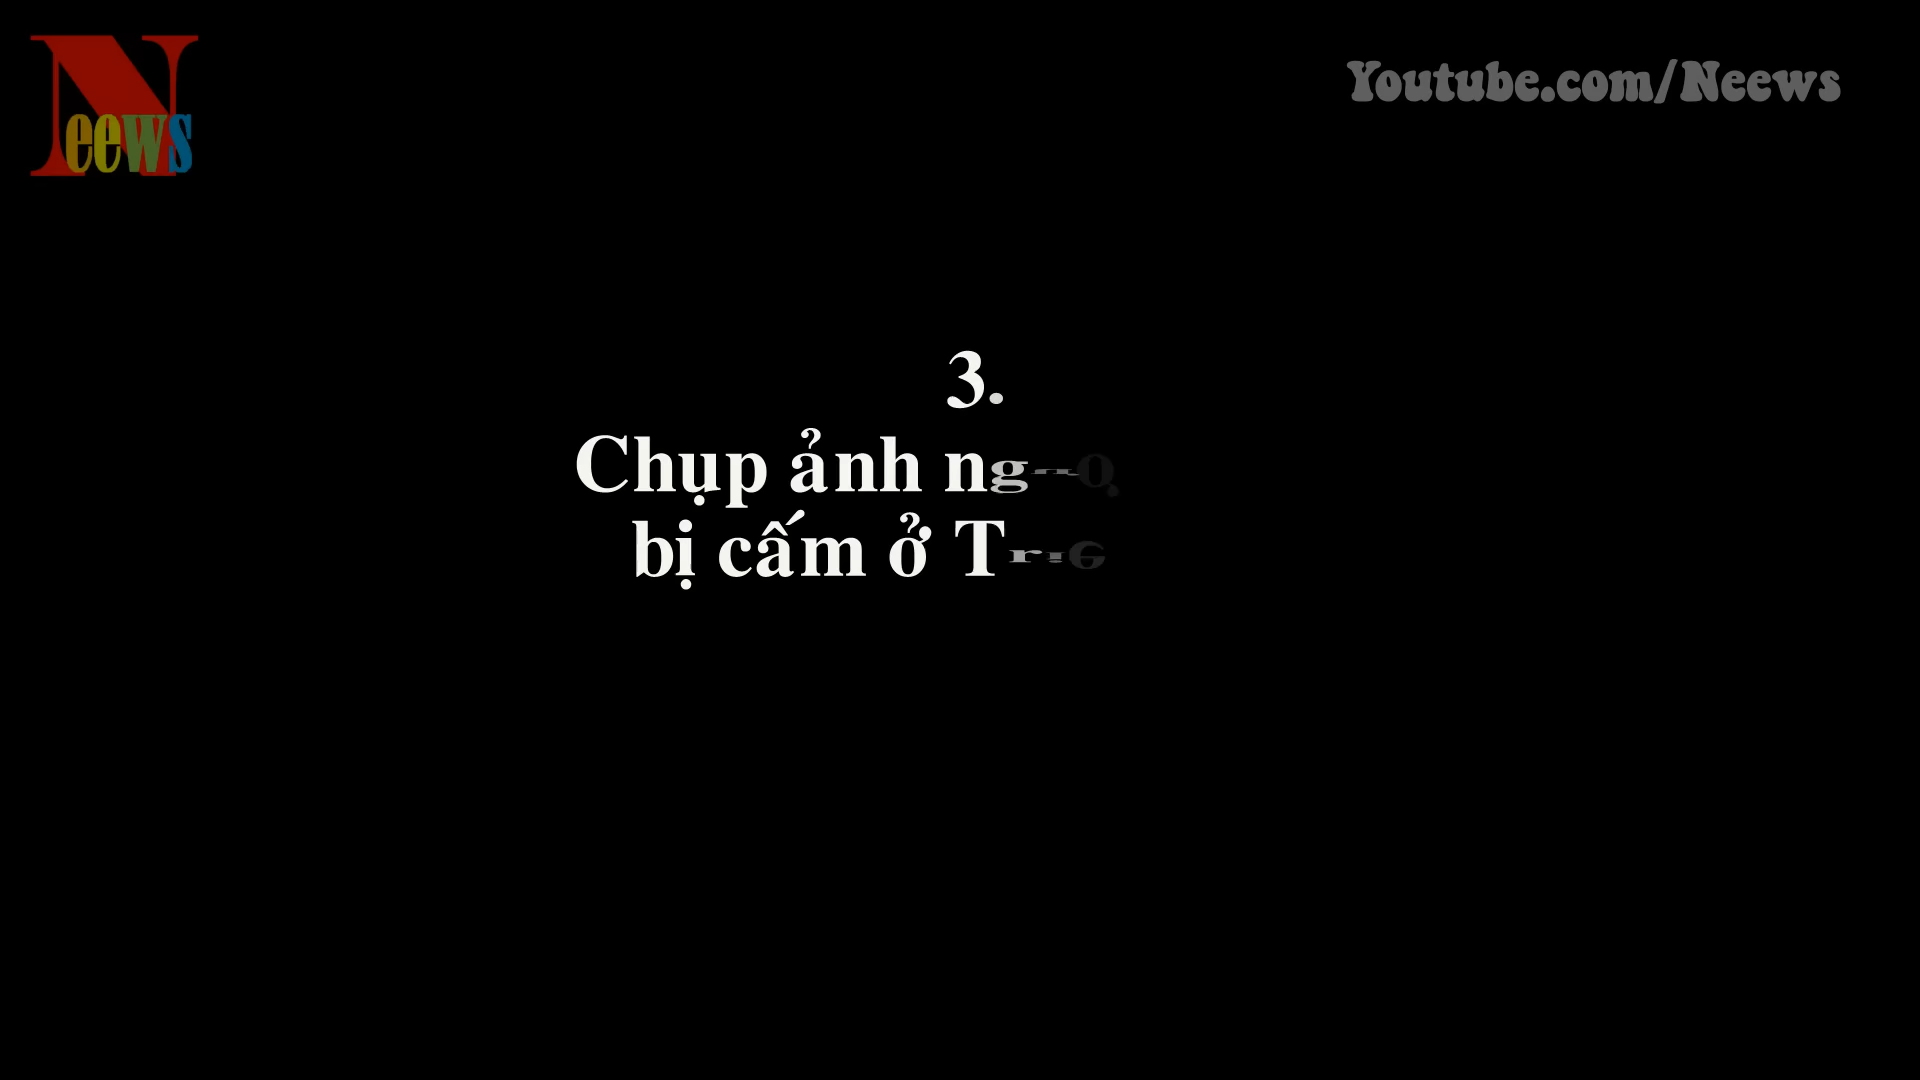 Neews
Youtube.com/Neews
3.
Chụp ảnh
bị cấm ở